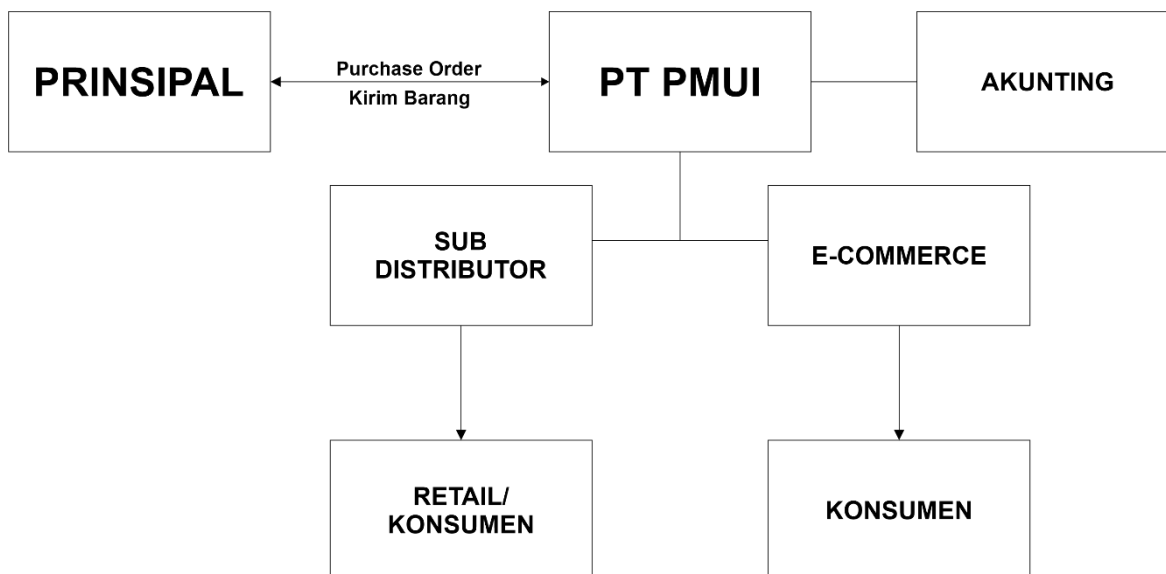 PRINSIPAL
Purchase Order
Kirim Barang
PT PMUI
AKUNTING
SUB
DISTRIBUTOR
E-COMMERCE
RETAIL/
KONSUMEN
KONSUMEN